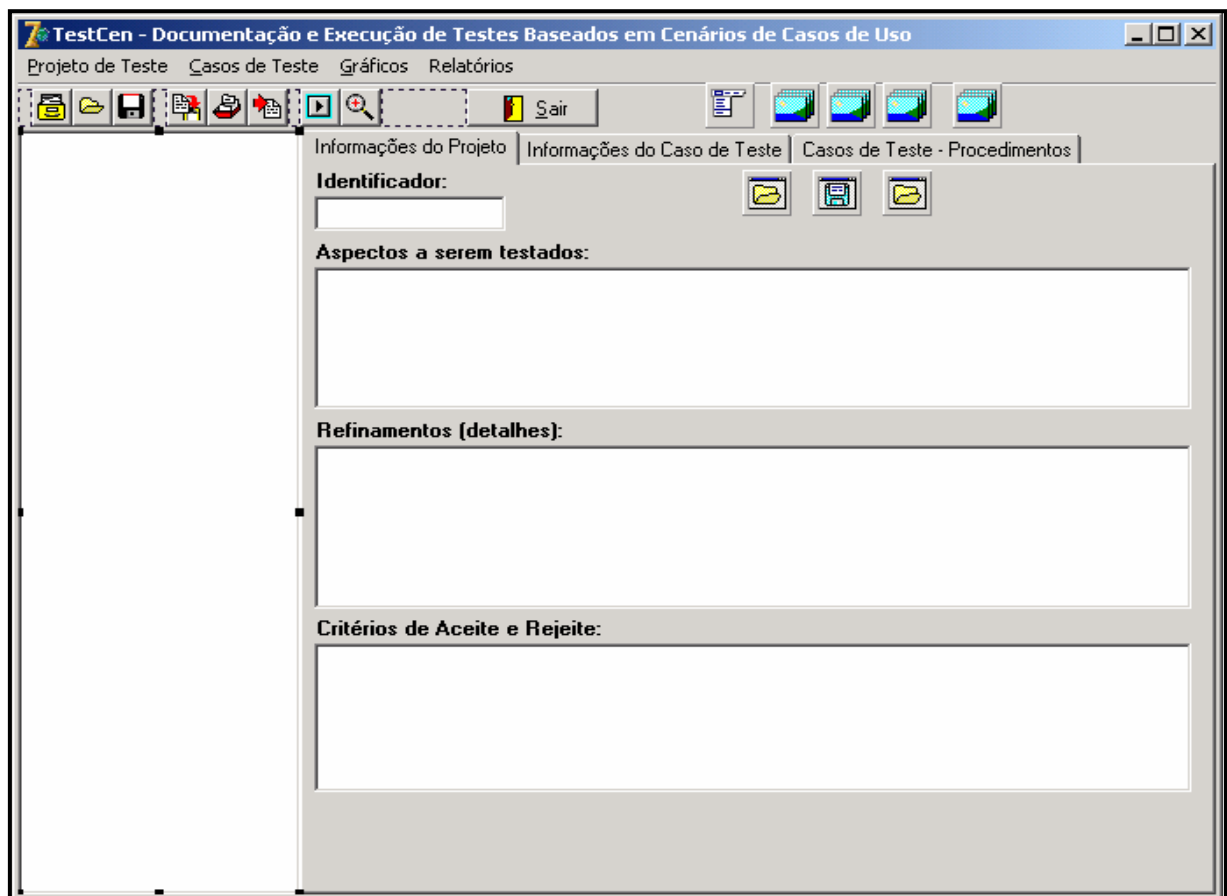 TestCen - Documentação e Execução de Testes Baseados em Cenários de Casos de Uso
Projeto de Teste Casos de Teste Gráficos Relatórios
Sair
Informações do Projeto Informações do Caso de Teste Casos de Teste - Procedimentos
Identificador:
Aspectos a serem testados:
Refinamentos (detalhes):
Critérios de Aceite e Rejeite: